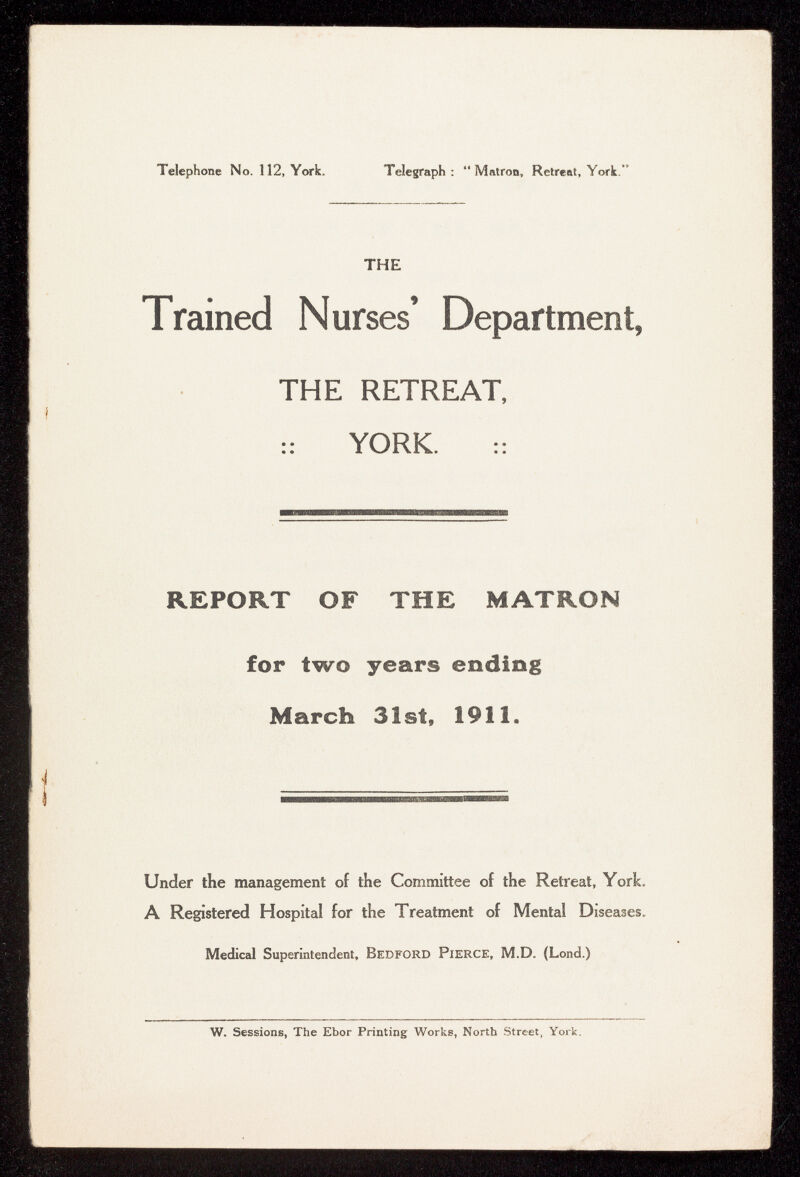 Telephone No. 112, York. Telegraph : “ Matron, Retreat, York.”
THE
Trained Nurses’ Department,
THE RETREAT,
:: YORK. ::
REPORT OF THE MATRON
for two years ending
March 31st, 1911.
Under the management of the Committee of the Retreat, York.
A Registered Hospital for the Treatment of Mental Diseases.
Medical Superintendent, BEDFORD PIERCE, M.D. (Lond.)
W. Sessions, The Ebor Printing Works, North Street, York.